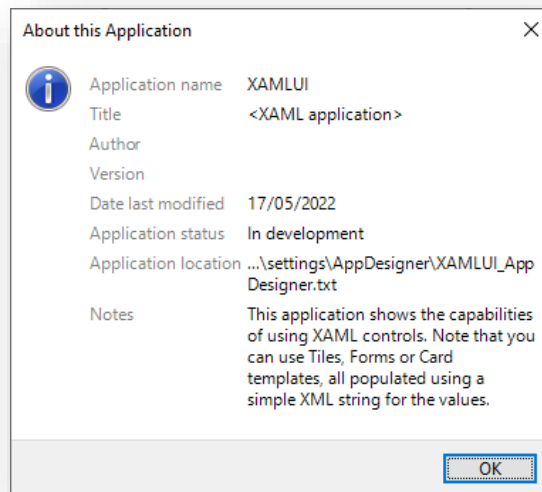 About this Application
Application name XAMLUI
Title <XAML application>
Author
Version
Date last modified 17/05/2022
Application status In development
Application location ...\settings\AppDesigner\XAMLUI_App
Designer.txt
Notes This application shows the capabilities
of using XAML controls. Note that you
can use Tiles, Forms or Card
templates, all populated using a
simple XML string for the values.
OK